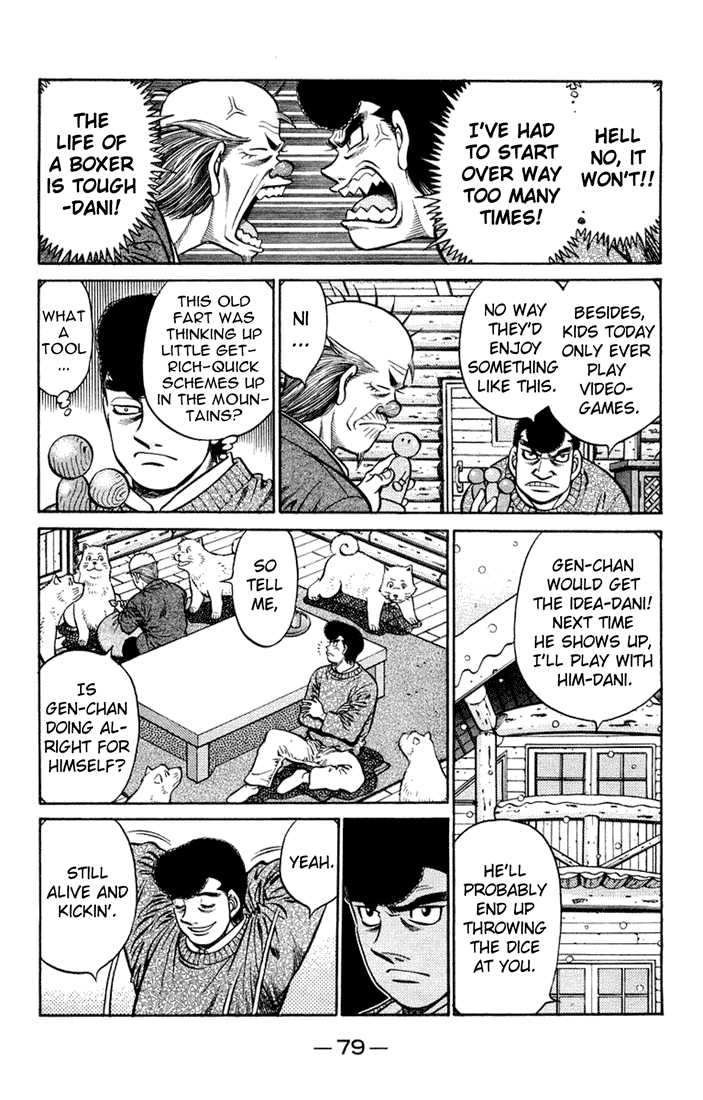 HELL
NO, IT
WON'T!!
I'VE HAD
TO START
OVER WAY
TOO MANY
TIMES!
THE
LIFE OF
A BOXER
IS TOUGH
-DANI!
BESIDES,
KIDS TODAY
ONLY EVER
PLAY
VIDEO-
GAMES.
NO WAY
THEY'D
ENJOY
SOMETHING
LIKE THIS.
NI
...
THIS OLD
FART WAS
THINKING UP
LITTLE GET-
RICH-QUICK
SCHEMES UP
IN THE MOUN-
TAINS?
WHAT
A
TOOL
...
GEN-CHAN
WOULD GET
THE IDEA-DANI!
NEXT TIME
HE SHOWS UP,
I'LL PLAY WITH
HIM-DANI.
HE'LL
PROBABLY
END UP
THROWING
THE DICE
AT YOU.
SO
TELL
ME,
IS
GEN-CHAN
DOING AL-
RIGHT FOR
HIMSELF?
YEAH.
STILL
ALIVE AND
KICKIN'.
—79—